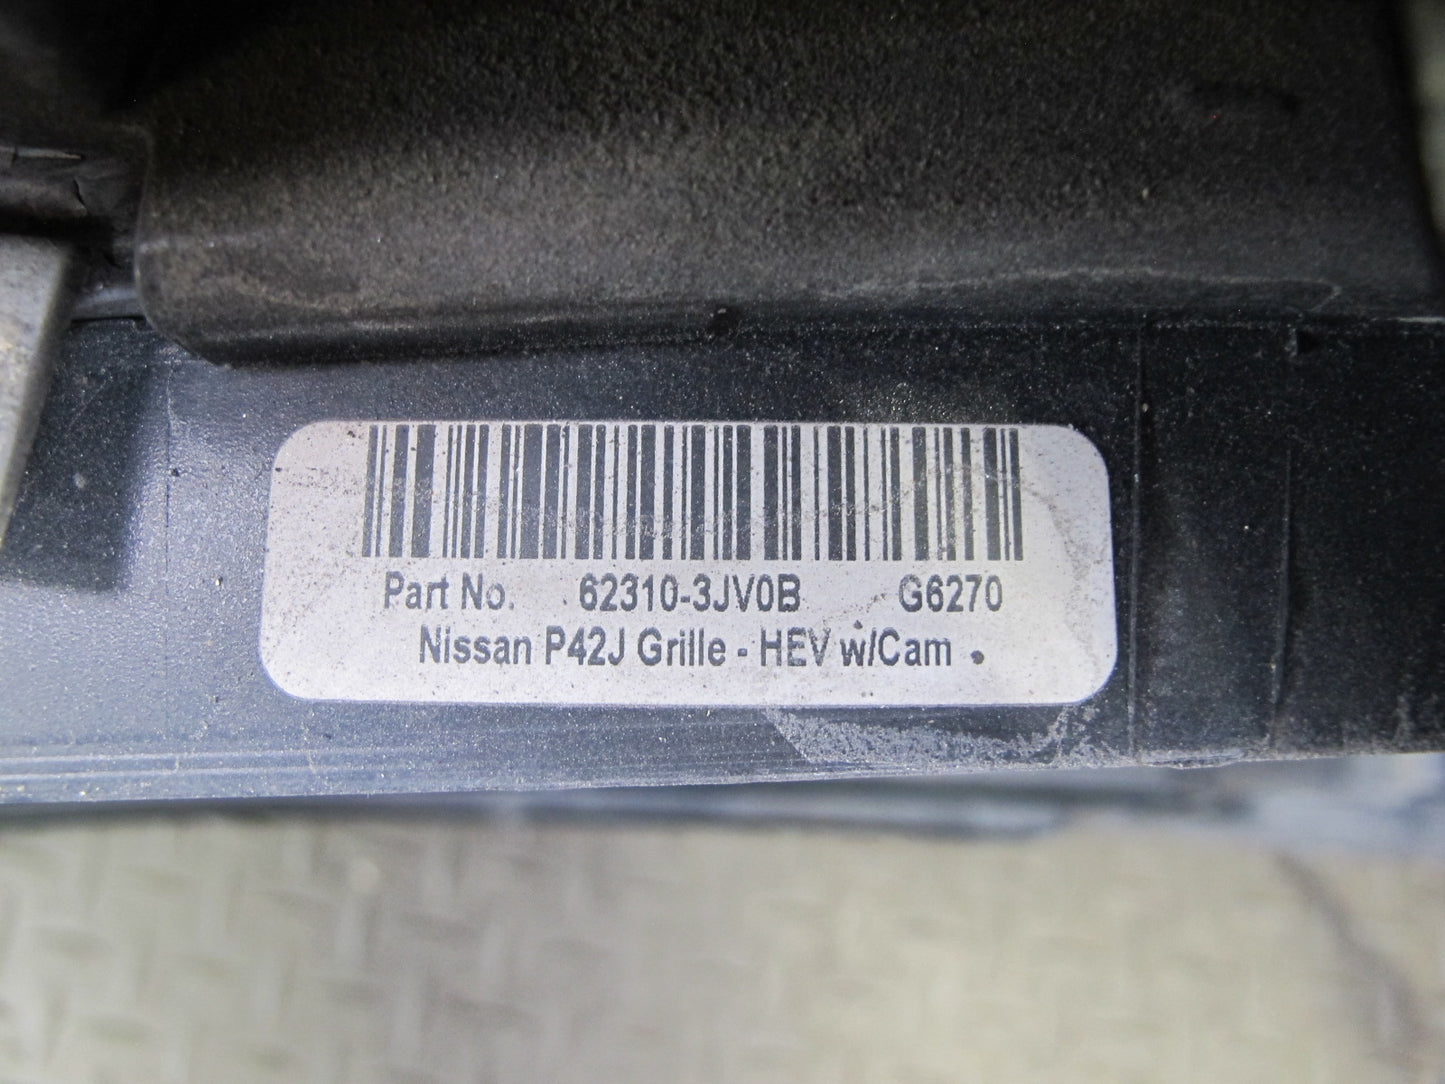 Part No. 62310-3JV0B G6270
Nissan P42J Grille - HEV w/Cam